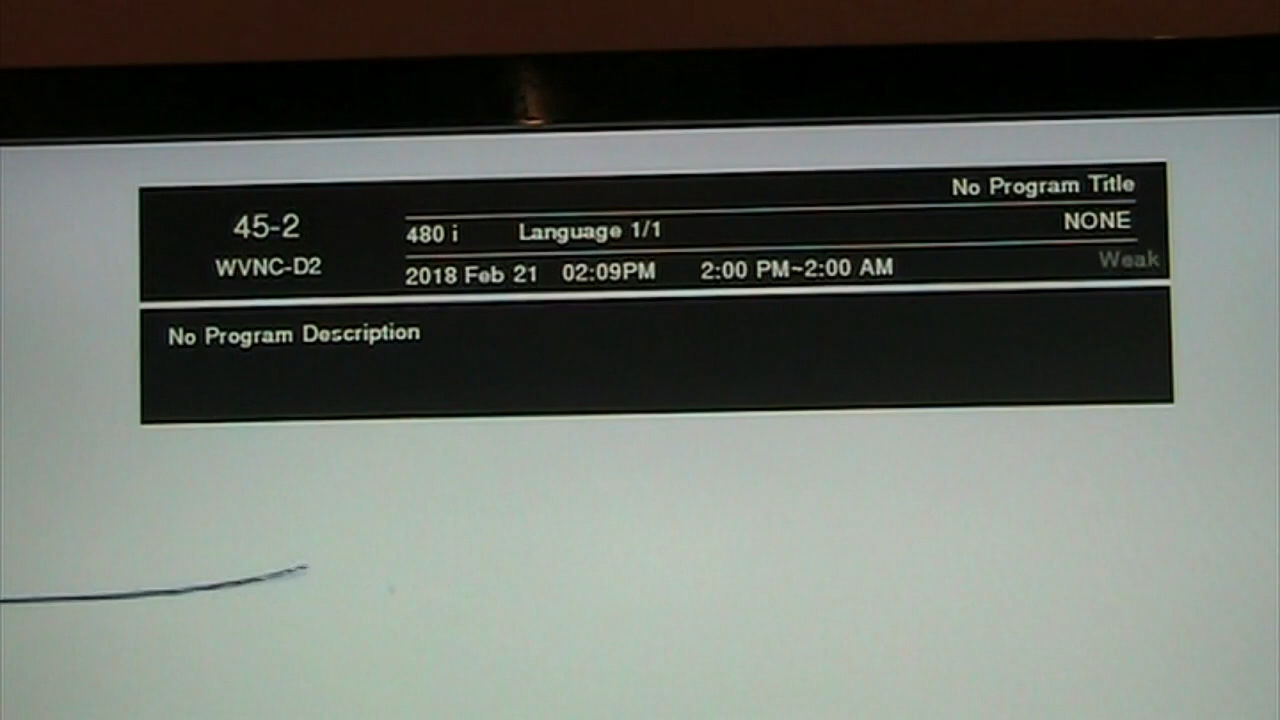 No Program Title
45-2
480 i Language 1/1 NONE
WVNC-D2
2018 Feb 21 02:09PM 2:00 PM~2:00 AM Weak
No Program Description